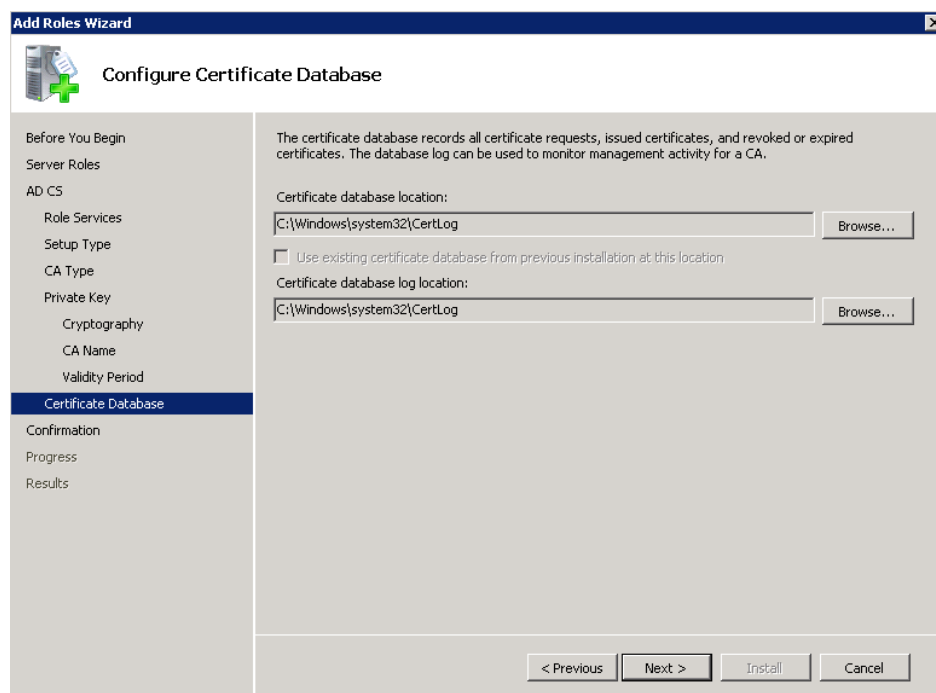 Add Roles Wizard
Configure Certificate Database
Before You Begin
Server Roles
AD CS
Role Services
Setup Type
CA Type
Private Key
Cryptography
CA Name
Validity Period
Certificate Database
Confirmation
Progress
Results
The certificate database records all certificate requests, issued certificates, and revoked or expired
certificates. The database log can be used to monitor management activity for a CA.
Certificate database location:
C:\Windows\system32\CertLog
Browse...
Use existing certificate database from previous installation at this location
Certificate database log location:
C:\Windows\system32\CertLog
Browse...
< Previous
Next >
Install
Cancel